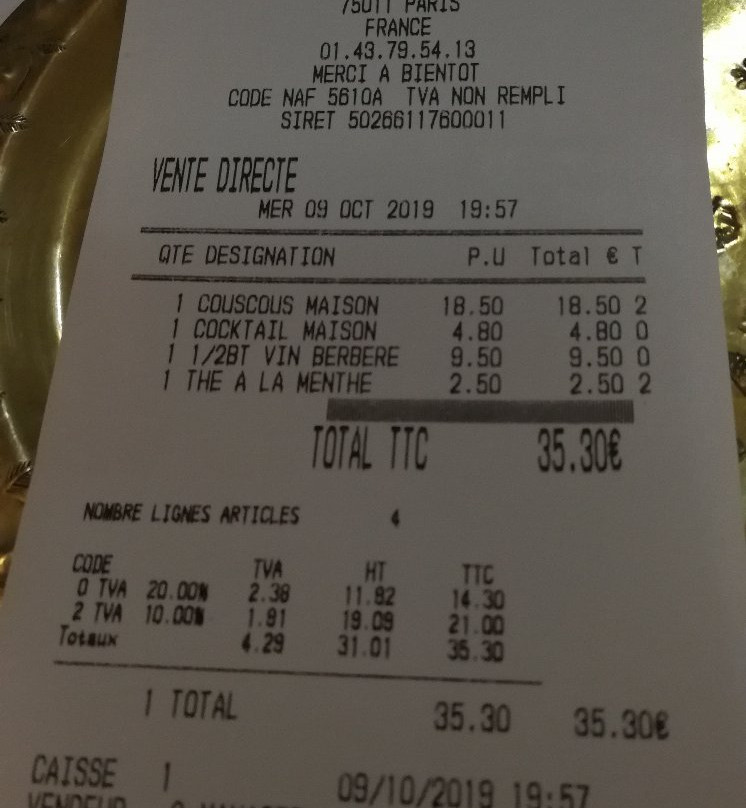 75011 PARIS
FRANCE
01.43.79.54.13
MERCI A BIENTOT
CODE NAF 5610A TVA NON REMPLI
SIRET 50266117600011
VENTE DIRECTE
MER 09 OCT 2019 19:57
QTE DESIGNATION P.U Total € T
1 COUSCOUS MAISON 18.50 18.50 2
1 COCKTAIL MAISON 4.80 4.80 0
1 1/2BT VIN BERBERE 9.50 9.50 0
1 THE A LA MENTHE 2.50 2.50 2
TOTAL TTC 35.30€
NOMBRE LIGNES ARTICLES 4
CODE TVA HT TTC
0 TVA 20.00% 2.38 11.92 14.30
2 TVA 10.00% 1.91 19.09 21.00
Totaux 4.29 31.01 35.30
1 TOTAL 35.30 35.30€
CAISSE 1 09/10/2019 19:57
VENDEUR